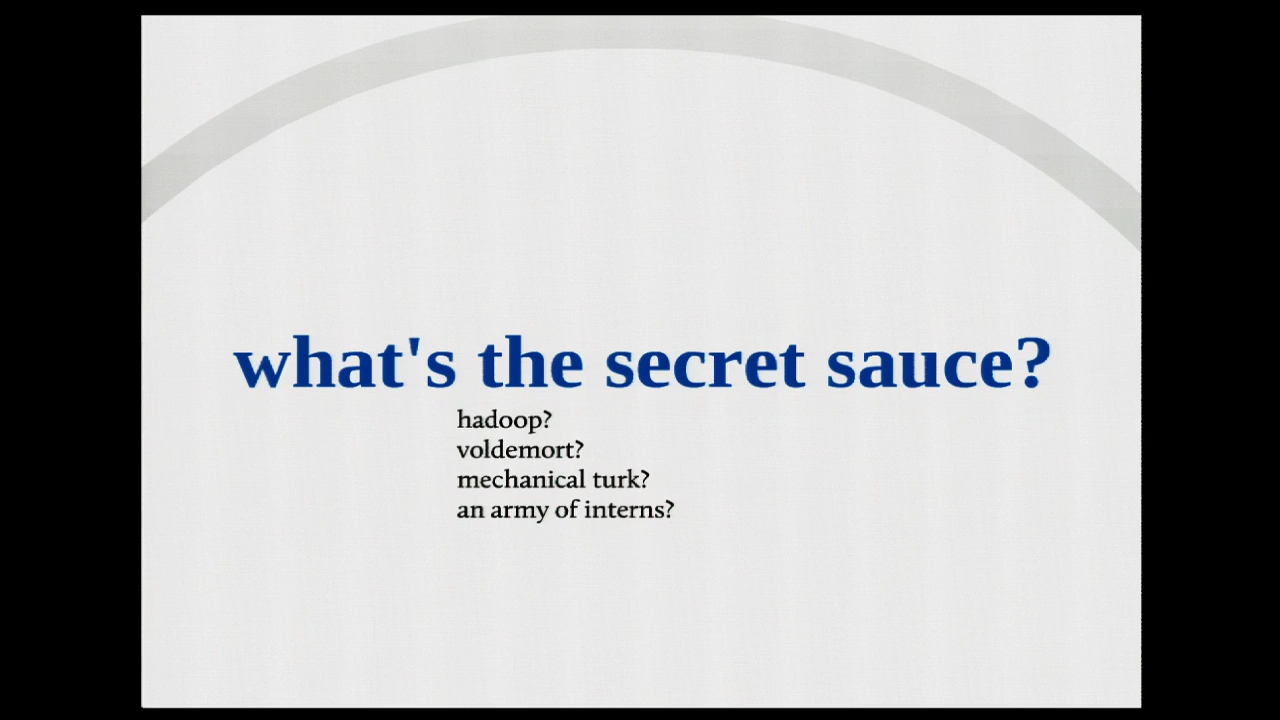 what's the secret sauce?
hadoop?
voldemort?
mechanical turk?
an army of interns?